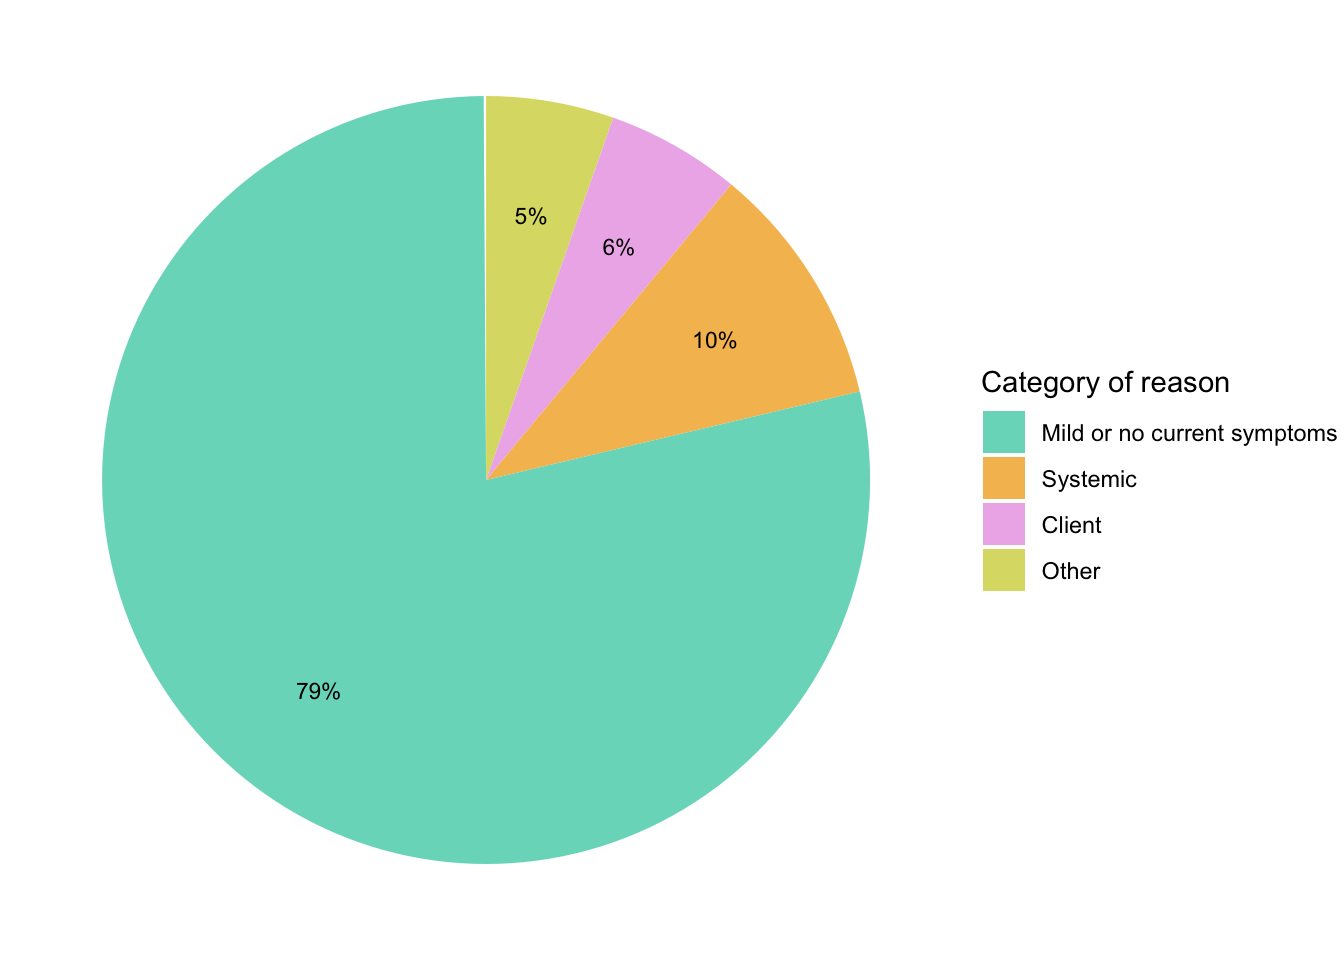 5%
6%
10%
79%
Category of reason
Mild or no current symptoms
Systemic
Client
Other